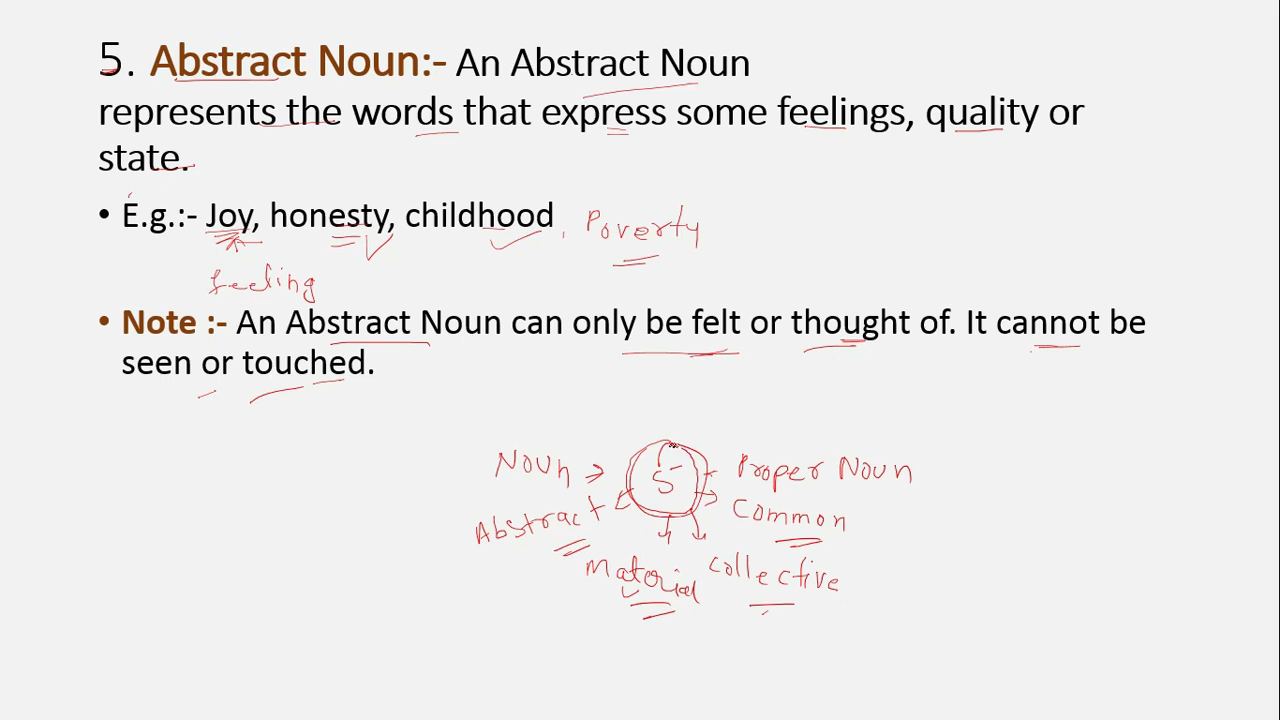 5. Abstract Noun:- An Abstract Noun
represents the words that express some feelings, quality or
state.
• E.g.:- Joy, honesty, childhood, Poverty
feeling
• Note :- An Abstract Noun can only be felt or thought of. It cannot be
seen or touched.
Noun → 5 Proper Noun
Abstract Common
Material Collective